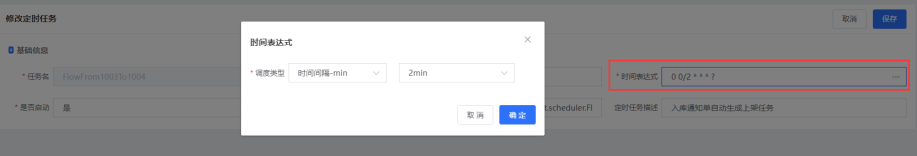 修改定时任务
取消 保存
时间表达式
基础信息
* 调度类型 时间间隔-min 2min
* 任务名 FlowFrom1003To1004
* 时间表达式 0 0/2 * * * ?
* 是否启动 是
t.scheduler.Fl
定时任务描述 入库通知单自动生成上架任务
取 消 确 定